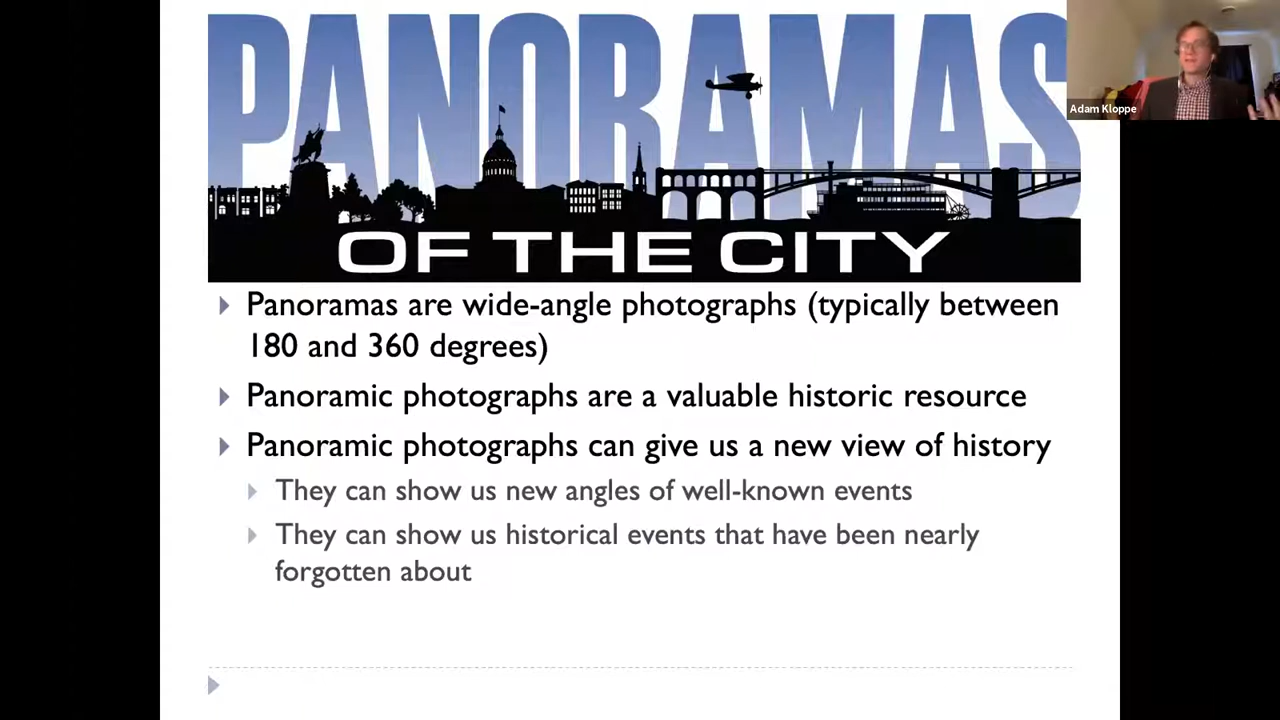 PANORAMAS
Adam Kloppe
OF THE CITY
Panoramas are wide-angle photographs (typically between
180 and 360 degrees)
Panoramic photographs are a valuable historic resource
Panoramic photographs can give us a new view of history
They can show us new angles of well-known events
They can show us historical events that have been nearly
forgotten about